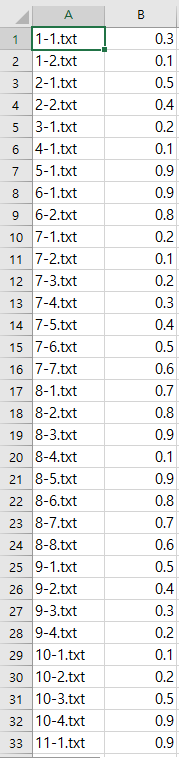 A B
1 1-1.txt 0.3
2 1-2.txt 0.1
3 2-1.txt 0.5
4 2-2.txt 0.4
5 3-1.txt 0.2
6 4-1.txt 0.1
7 5-1.txt 0.9
8 6-1.txt 0.9
9 6-2.txt 0.8
10 7-1.txt 0.2
11 7-2.txt 0.1
12 7-3.txt 0.2
13 7-4.txt 0.3
14 7-5.txt 0.4
15 7-6.txt 0.5
16 7-7.txt 0.6
17 8-1.txt 0.7
18 8-2.txt 0.8
19 8-3.txt 0.9
20 8-4.txt 0.1
21 8-5.txt 0.9
22 8-6.txt 0.8
23 8-7.txt 0.7
24 8-8.txt 0.6
25 9-1.txt 0.5
26 9-2.txt 0.4
27 9-3.txt 0.3
28 9-4.txt 0.2
29 10-1.txt 0.1
30 10-2.txt 0.2
31 10-3.txt 0.5
32 10-4.txt 0.9
33 11-1.txt 0.9